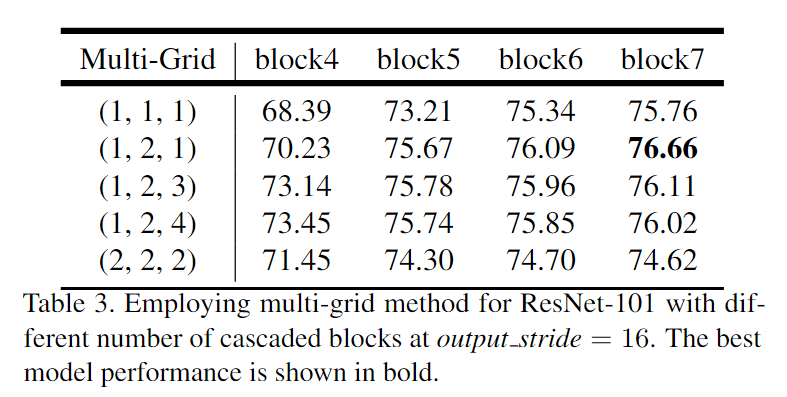 Multi-Grid block4 block5 block6 block7
(1, 1, 1) 68.39 73.21 75.34 75.76
(1, 2, 1) 70.23 75.67 76.09 76.66
(1, 2, 3) 73.14 75.78 75.96 76.11
(1, 2, 4) 73.45 75.74 75.85 76.02
(2, 2, 2) 71.45 74.30 74.70 74.62
Table 3. Employing multi-grid method for ResNet-101 with dif-
ferent number of cascaded blocks at output_stride = 16. The best
model performance is shown in bold.